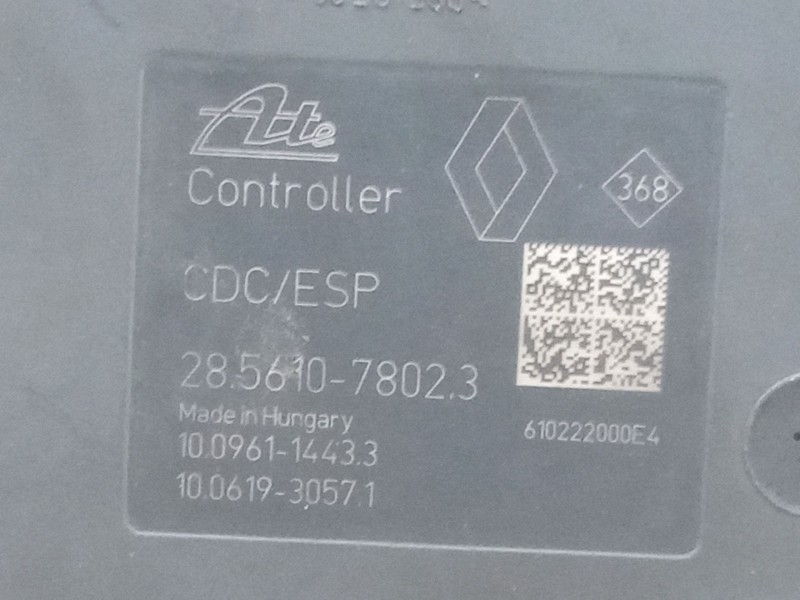 Ate
Controller
368
CDC/ESP
28.5610-7802.3
Made in Hungary
610222000E4
10.0961-1443.3
10.0619-3057.1